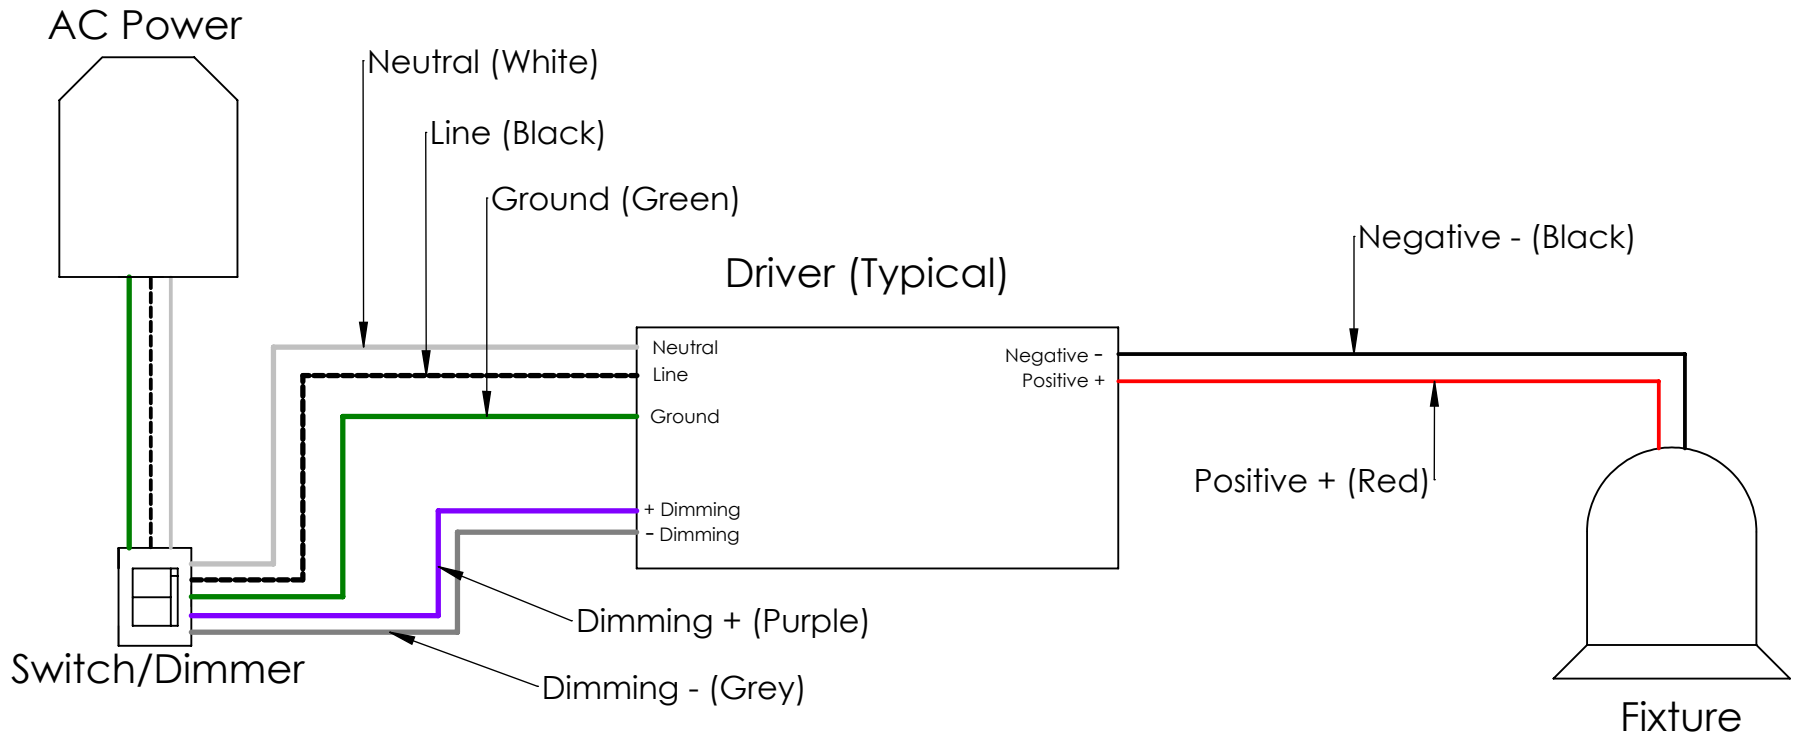 AC Power
Neutral (White)
Line (Black)
Ground (Green)
Negative - (Black)
Driver (Typical)
Neutral
Line
Ground
+ Dimming
- Dimming
Negative -
Positive +
Positive + (Red)
Dimming + (Purple)
Dimming - (Grey)
Switch/Dimmer
Fixture